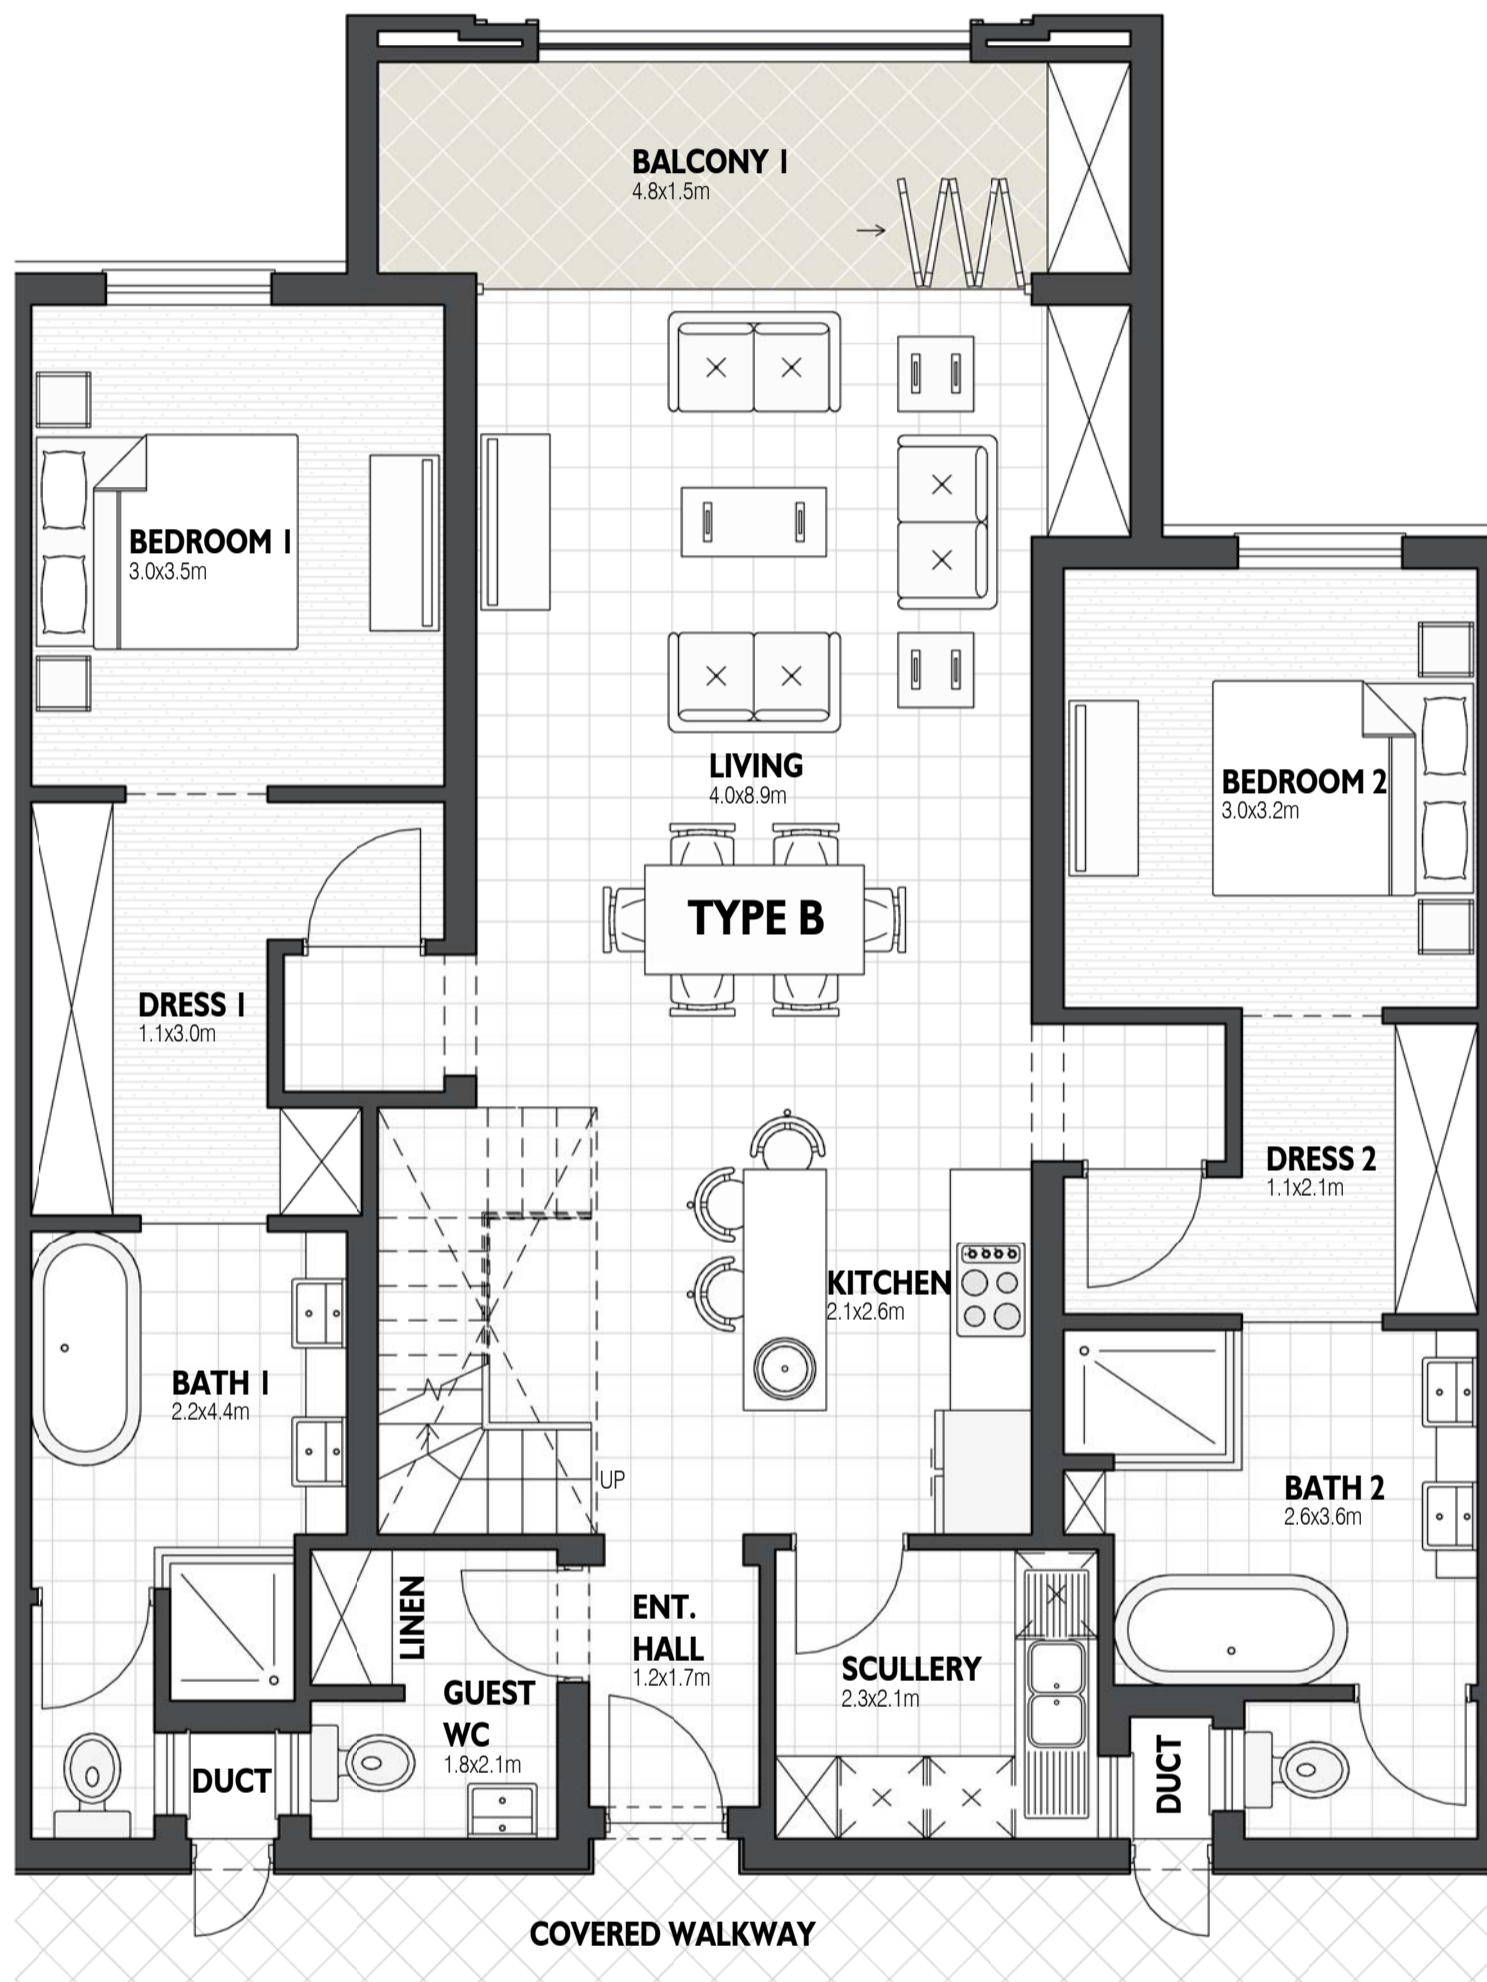 BALCONY 1
4.8x1.5m
BEDROOM 1
3.0x3.5m
LIVING
4.0x8.9m
BEDROOM 2
3.0x3.2m
TYPE B
DRESS 1
1.1x3.0m
DRESS 2
1.1x2.1m
KITCHEN
2.1x2.6m
BATH 1
2.2x4.4m
UP
BATH 2
2.6x3.6m
LINEN
ENT.
HALL
1.2x1.7m
SCULLERY
2.3x2.1m
GUEST
WC
1.8x2.1m
DUCT
DUCT
COVERED WALKWAY